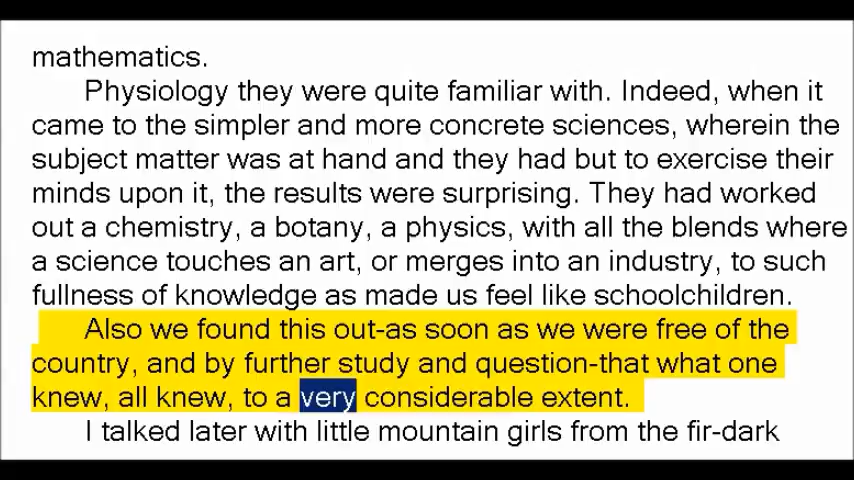 mathematics.
Physiology they were quite familiar with. Indeed, when it
came to the simpler and more concrete sciences, wherein the
subject matter was at hand and they had but to exercise their
minds upon it, the results were surprising. They had worked
out a chemistry, a botany, a physics, with all the blends where
a science touches an art, or merges into an industry, to such
fullness of knowledge as made us feel like schoolchildren.
Also we found this out-as soon as we were free of the
country, and by further study and question-that what one
knew, all knew, to a very considerable extent.
I talked later with little mountain girls from the fir-dark